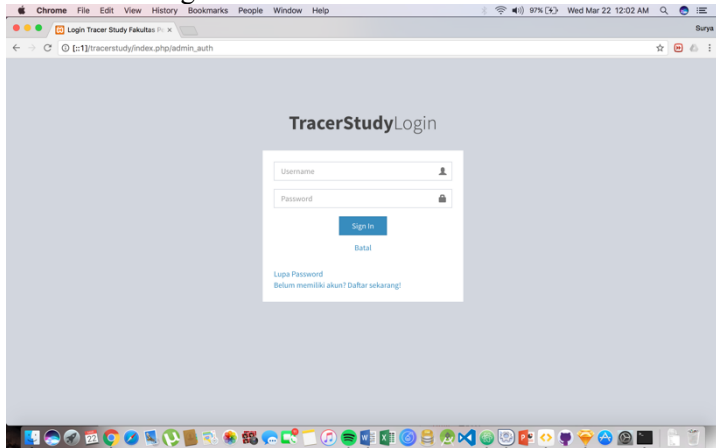 Chrome File Edit View History Bookmarks People Window Help 97% Wed Mar 22 12:02 AM
Login Tracer Study Fakultas Surya
[::1]/tracerstudy/index.php/admin_auth
TracerStudyLogin
Username
Password
Sign In
Batal
Lupa Password
Belum memiliki akun? Daftar sekarang!